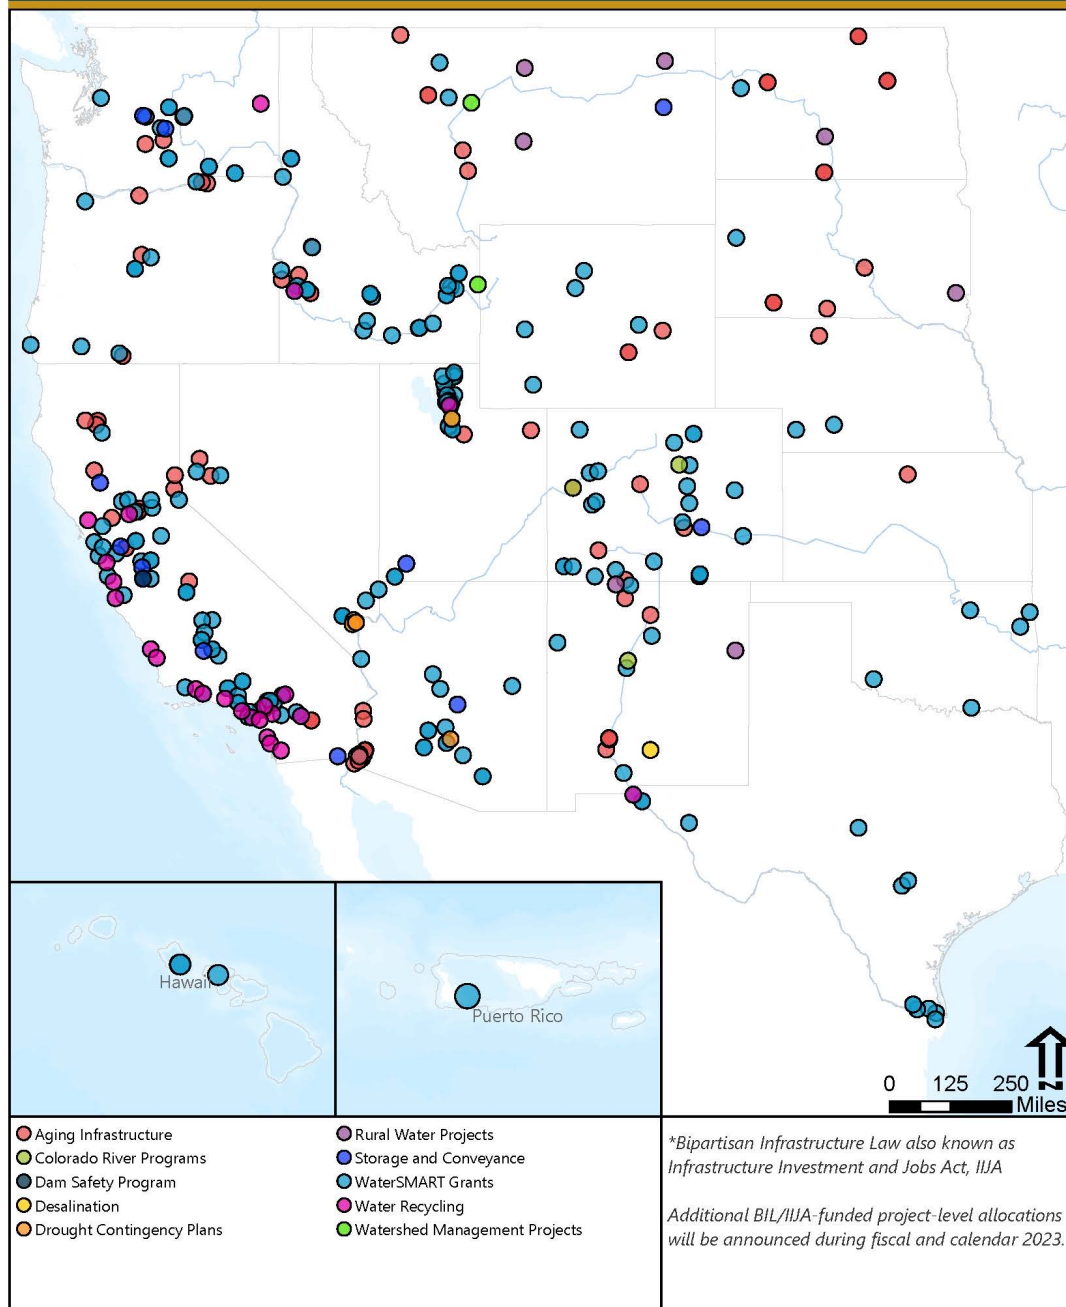 Hawaii
Puerto Rico
N
0 125 250
Miles
Aging Infrastructure
Colorado River Programs
Dam Safety Program
Desalination
Drought Contingency Plans
Rural Water Projects
Storage and Conveyance
WaterSMART Grants
Water Recycling
Watershed Management Projects
*Bipartisan Infrastructure Law also known as
Infrastructure Investment and Jobs Act, IIJA
Additional BIL/IIJA-funded project-level allocations
will be announced during fiscal and calendar 2023.